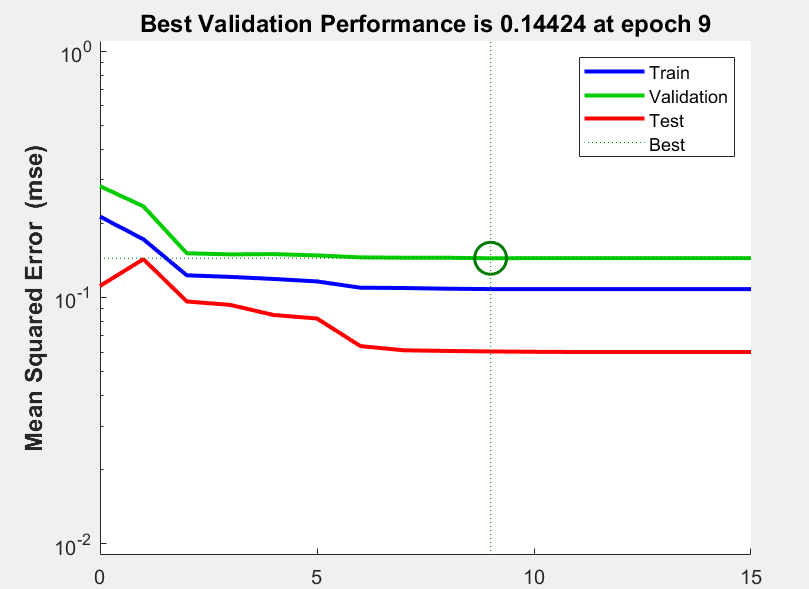 Best Validation Performance is 0.14424 at epoch 9
Mean Squared Error (mse)
10^0
10^-1
10^-2
Train
Validation
Test
Best
0 5 10 15